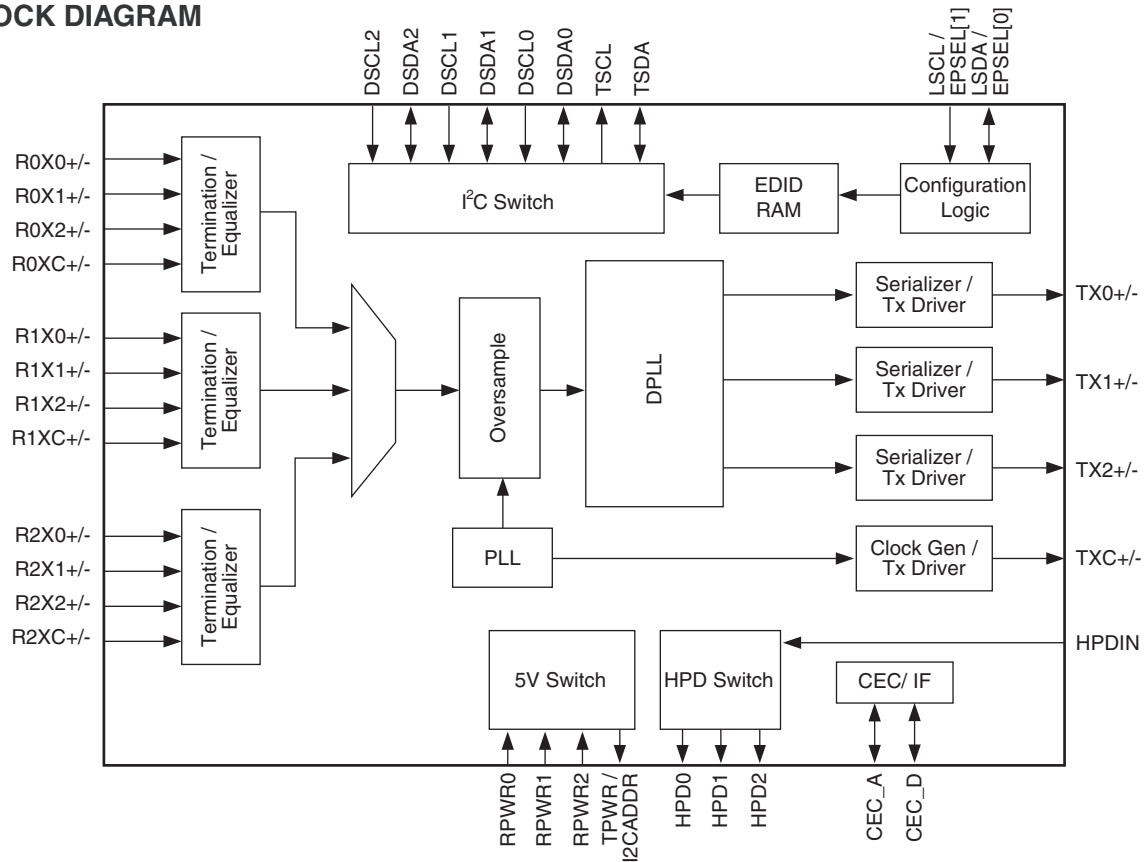 OCK DIAGRAM
DSCL2
DSDA2
DSCL1
DSDA1
DSCL0
DSDA0
TSCL
TSDA
LSCL /
EPSEL[1]
LSDA /
EPSEL[0]
R0X0+/-
R0X1+/-
R0X2+/-
R0XC+/-
Termination /
Equalizer
I²C Switch
EDID
RAM
Configuration
Logic
R1X0+/-
R1X1+/-
R1X2+/-
R1XC+/-
Termination /
Equalizer
Oversample
DPLL
Serializer /
Tx Driver
TX0+/-
Serializer /
Tx Driver
TX1+/-
Serializer /
Tx Driver
TX2+/-
R2X0+/-
R2X1+/-
R2X2+/-
R2XC+/-
Termination /
Equalizer
PLL
Clock Gen /
Tx Driver
TXC+/-
5V Switch
HPD Switch
HPDIN
CEC/ IF
RPWR0
RPWR1
RPWR2
TPWR /
I2CADDR
HPD0
HPD1
HPD2
CEC_A
CEC_D